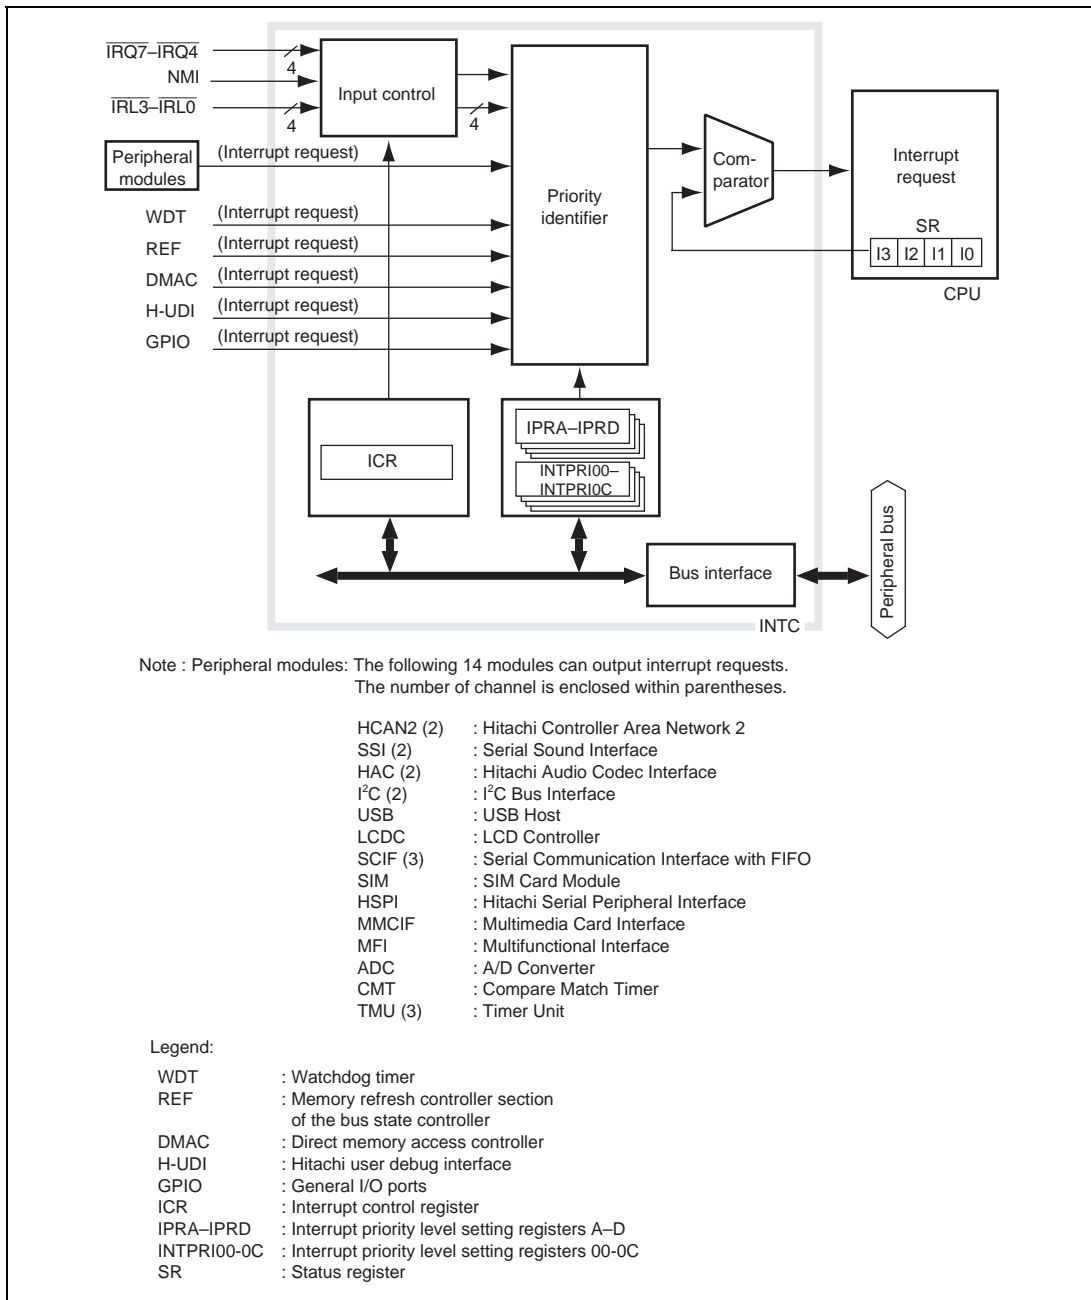 IRQ7–IRQ4
4
NMI
IRL3–IRL0
4
Input control
4
Peripheral
modules
(Interrupt request)
WDT (Interrupt request)
REF (Interrupt request)
DMAC (Interrupt request)
H-UDI (Interrupt request)
GPIO (Interrupt request)
Priority
identifier
Com-
parator
Interrupt
request
SR
I3 I2 I1 I0
CPU
ICR
IPRA–IPRD
INTPRI00–
INTPRI0C
Bus interface
Peripheral bus
INTC
Note : Peripheral modules: The following 14 modules can output interrupt requests.
The number of channel is enclosed within parentheses.
HCAN2 (2) : Hitachi Controller Area Network 2
SSI (2) : Serial Sound Interface
HAC (2) : Hitachi Audio Codec Interface
I²C (2) : I²C Bus Interface
USB : USB Host
LCDC : LCD Controller
SCIF (3) : Serial Communication Interface with FIFO
SIM : SIM Card Module
HSPI : Hitachi Serial Peripheral Interface
MMCIF : Multimedia Card Interface
MFI : Multifunctional Interface
ADC : A/D Converter
CMT : Compare Match Timer
TMU (3) : Timer Unit
Legend:
WDT : Watchdog timer
REF : Memory refresh controller section
of the bus state controller
DMAC : Direct memory access controller
H-UDI : Hitachi user debug interface
GPIO : General I/O ports
ICR : Interrupt control register
IPRA–IPRD : Interrupt priority level setting registers A–D
INTPRI00-0C : Interrupt priority level setting registers 00-0C
SR : Status register